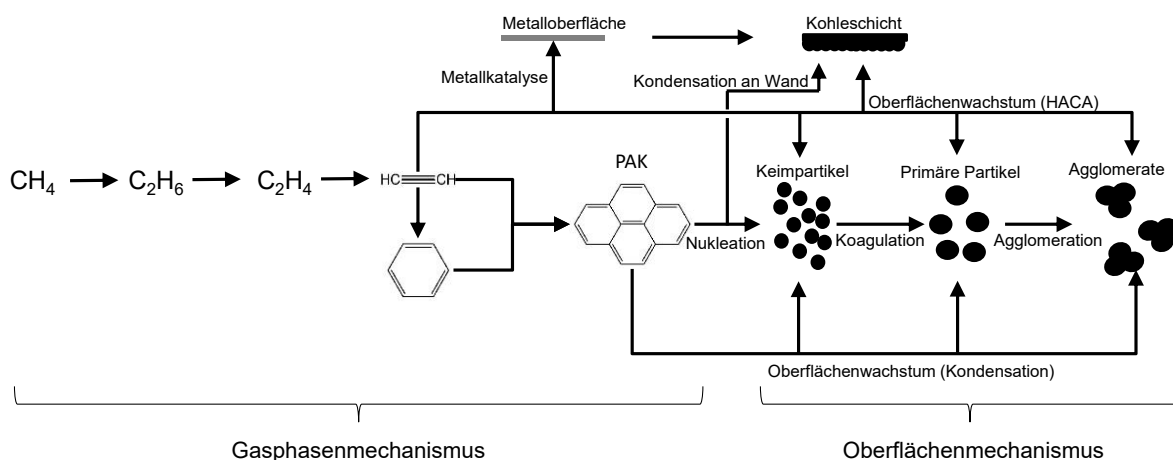 Metalloberfläche
Kohleschicht
Metallkatalyse
Kondensation an Wand
Oberflächenwachstum (HACA)
PAK
Keimpartikel
Primäre Partikel
Agglomerate
CH₄
C₂H₆
C₂H₄
HC≡CH
Nukleation
Koagulation
Agglomeration
Oberflächenwachstum (Kondensation)
Gasphasenmechanismus
Oberflächenmechanismus